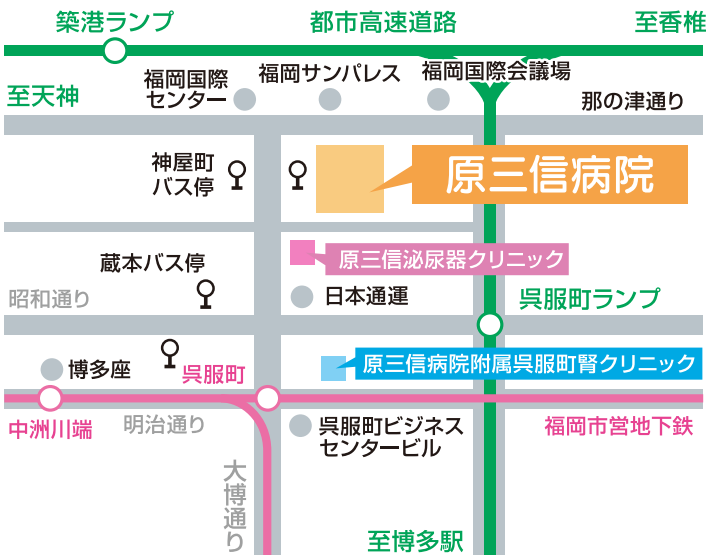 築港ランプ
都市高速道路
至香椎
福岡国際
センター
福岡サンパレス
福岡国際会議場
至天神
那の津通り
神屋町
バス停
原三信病院
蔵本バス停
原三信泌尿器クリニック
昭和通り
日本通運
呉服町ランプ
博多座
呉服町
原三信病院附属呉服町腎クリニック
中洲川端
明治通り
呉服町ビジネス
センタービル
福岡市営地下鉄
大博通り
至博多駅